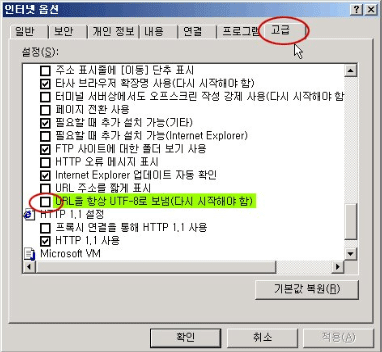 인터넷 옵션
일반 보안 개인 정보 내용 연결 프로그램 고급
설정(S):
주소 표시줄에 [이동] 단추 표시
타사 브라우저 확장명 사용(다시 시작해야 함)
터미널 서버상에서도 오프스크린 작성 강제 사용(다시 시작해야 함
페이지 전환 사용
필요할 때 추가 설치 가능(기타)
필요할 때 추가 설치 가능(Internet Explorer)
FTP 사이트에 대한 폴더 보기 사용
HTTP 오류 메시지 표시
Internet Explorer 업데이트 자동 확인
URL 주소를 짧게 표시
URL을 항상 UTF-8로 보냄(다시 시작해야 함)
HTTP 1.1 설정
프록시 연결을 통해 HTTP 1.1 사용
HTTP 1.1 사용
Microsoft VM
기본값 복원(R)
확인 취소 적용(A)